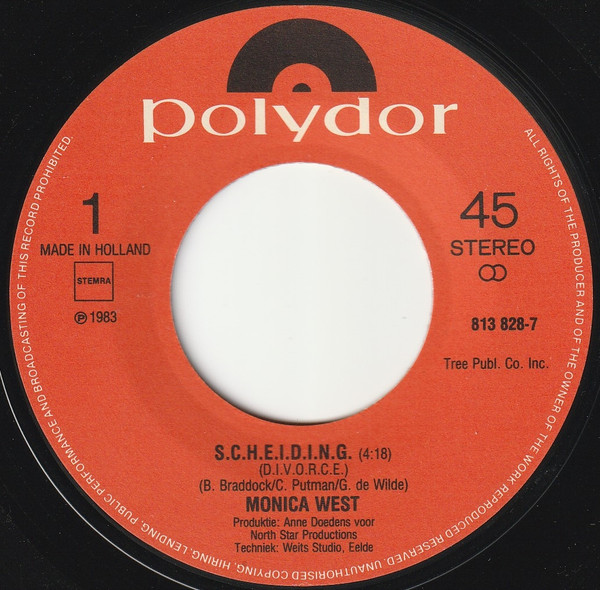 polydor
1
MADE IN HOLLAND
STEMRA
℗ 1983
45
STEREO
813 828-7
Tree Publ. Co. Inc.
S.C.H.E.I.D.I.N.G. (4:18)
(D.I.V.O.R.C.E.)
(B. Braddock/C. Putman/G. de Wilde)
MONICA WEST
Produktie: Anne Doedens voor
North Star Productions
Techniek: Weits Studio, Eelde
ALL RIGHTS OF THE PRODUCER AND OF THE OWNER OF THE WORK REPRODUCED RESERVED. UNAUTHORISED COPYING, HIRING, LENDING, PUBLIC PERFORMANCE AND BROADCASTING OF THIS RECORD PROHIBITED.